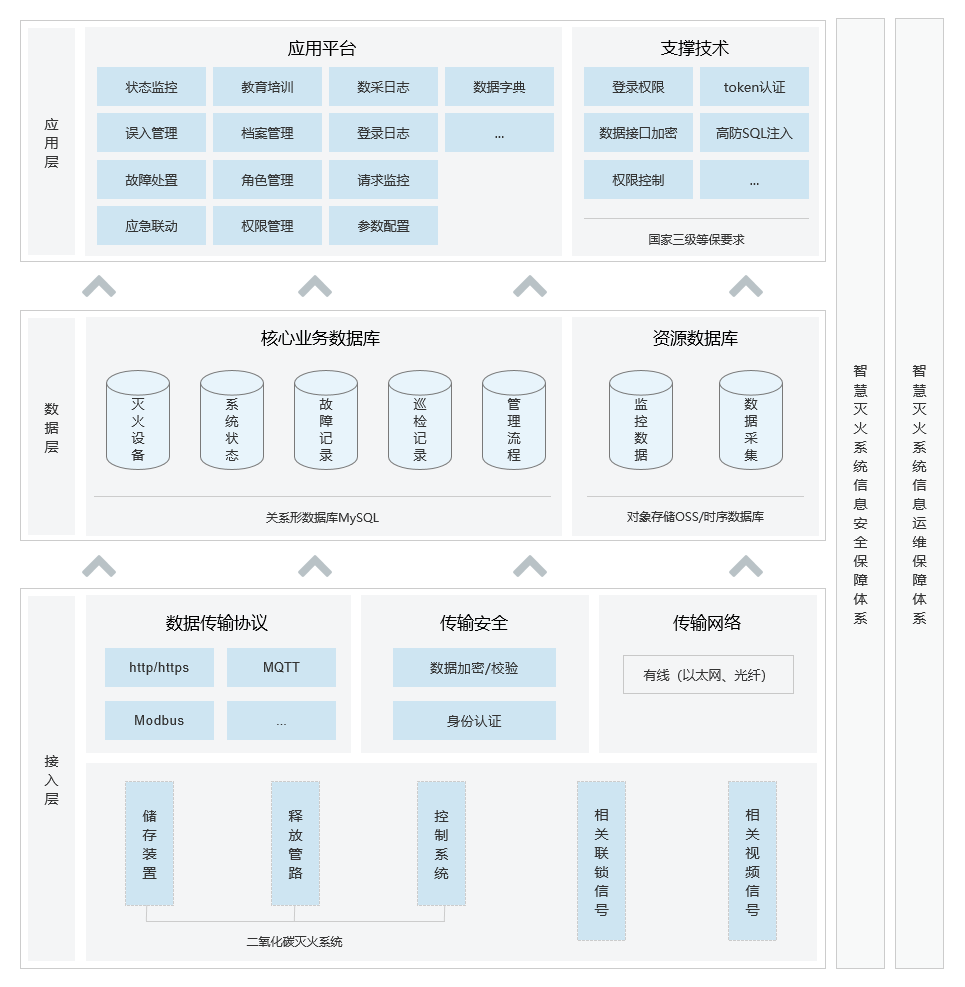 应用层
应用平台
状态监控
教育培训
数采日志
数据字典
误入管理
档案管理
登录日志
...
故障处置
角色管理
请求监控
应急联动
权限管理
参数配置
支撑技术
登录权限
token认证
数据接口加密
高防SQL注入
权限控制
...
国家三级等保要求
数据层
核心业务数据库
灭火设备
系统状态
故障记录
巡检记录
管理流程
关系形数据库MySQL
资源数据库
监控数据
数据采集
对象存储OSS/时序数据库
接入层
数据传输协议
http/https
MQTT
Modbus
...
传输安全
数据加密/校验
身份认证
传输网络
有线（以太网、光纤）
储存装置
释放管路
控制系统
相关联锁信号
相关视频信号
二氧化碳灭火系统
智慧灭火系统信息安全保障体系
智慧灭火系统信息运维保障体系